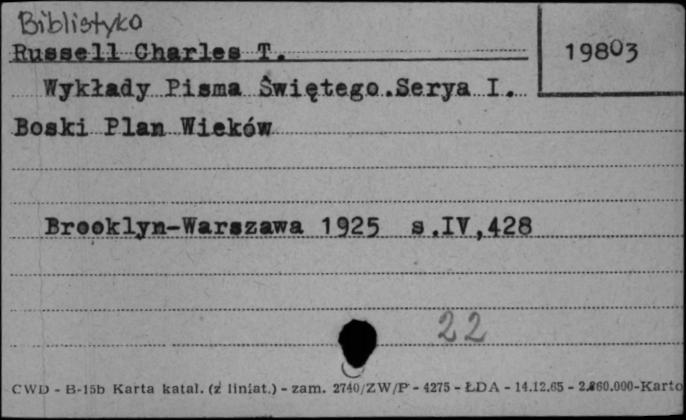 Biblistyka
Russell Charles T.
19803
Wykłady Pisma Świętego.Serya I.
Boski Plan Wieków
Brooklyn-Warszawa 1925 s.IV,428
22
CWD - B-15b Karta katal. (z liniat.) - zam. 2740/ZW/P - 4275 - ŁDA - 14.12.65 - 2.860.000-Karto